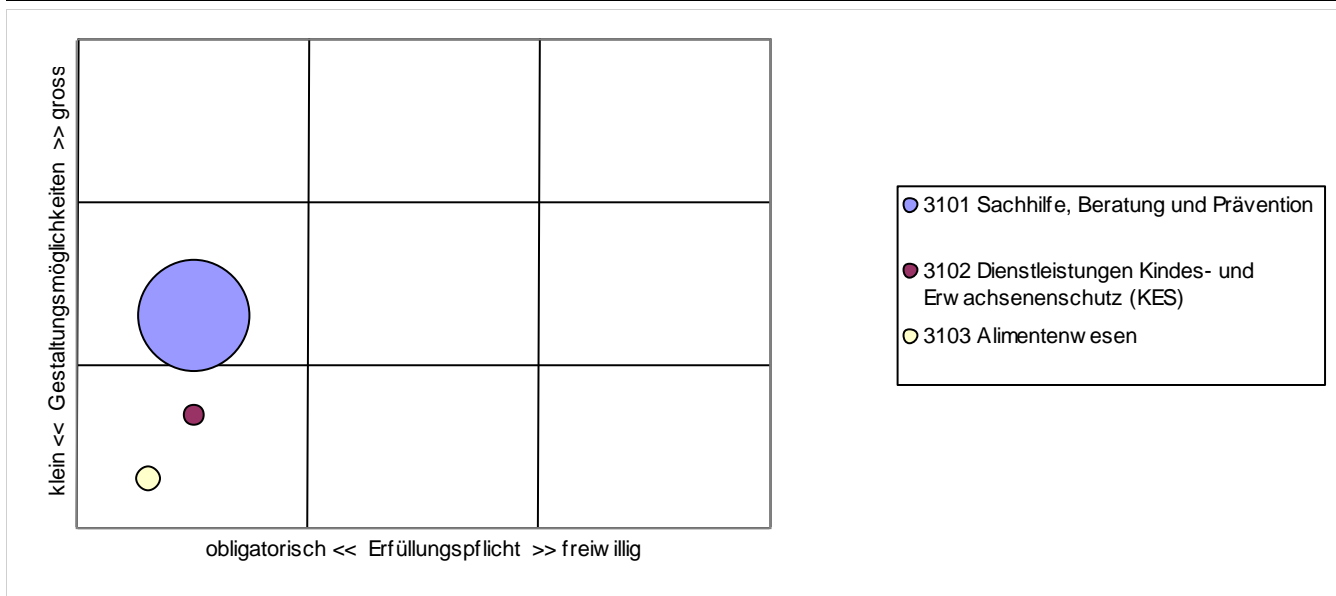 klein << Gestaltungsmöglichkeiten >> gross
obligatorisch << Erfüllungspflicht >> freiwillig
3101 Sachhilfe, Beratung und Prävention
3102 Dienstleistungen Kindes- und
Erwachsenenschutz (KES)
3103 Alimentenwesen